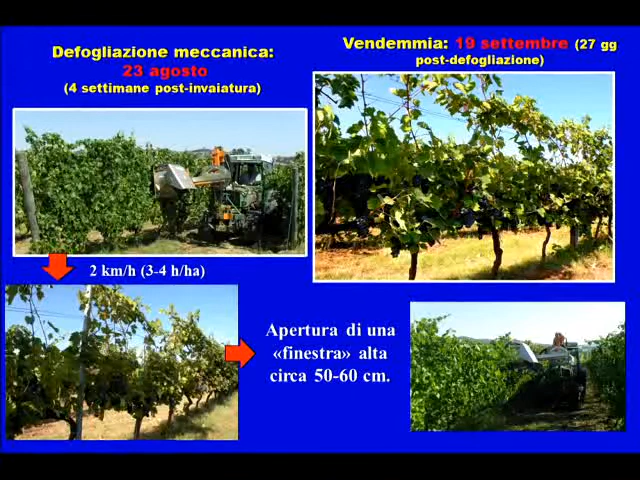 Defogliazione meccanica:
23 agosto
(4 settimane post-invaiatura)
Vendemmia: 19 settembre (27 gg
post-defogliazione)
2 km/h (3-4 h/ha)
Apertura di una
«finestra» alta
circa 50-60 cm.